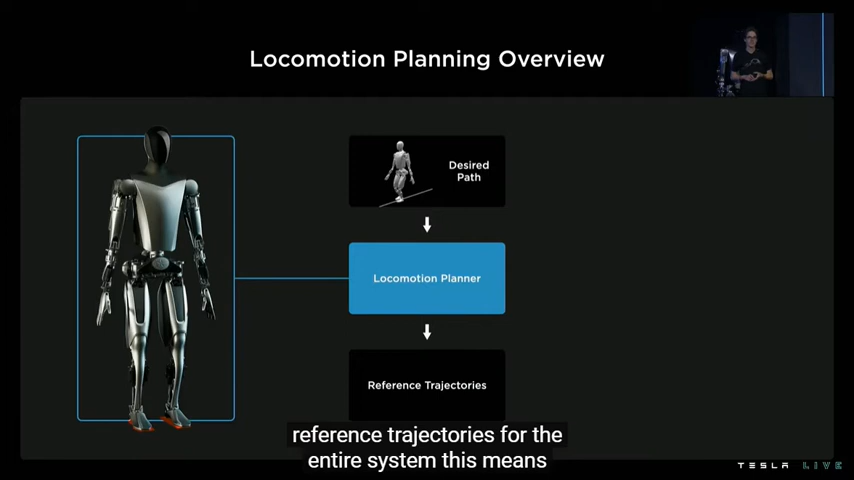 Locomotion Planning Overview
Desired
Path
Locomotion Planner
Reference Trajectories
reference trajectories for the
entire system this means
TESLA LIVE